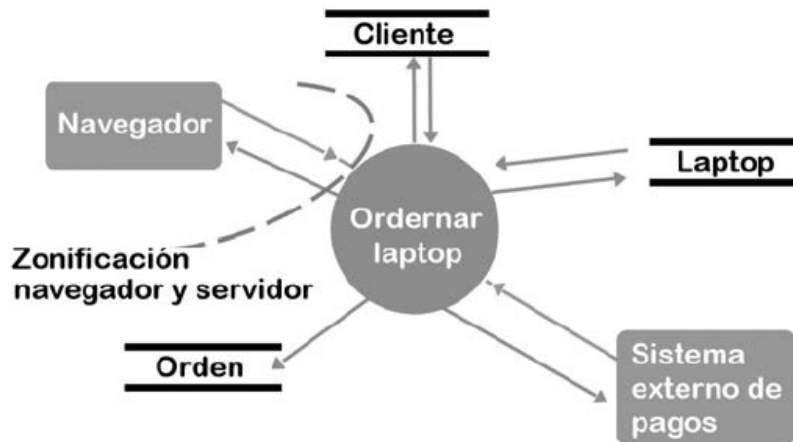 Cliente
Navegador
Laptop
Ordernar
laptop
Zonificación
navegador y servidor
Orden
Sistema
externo de
pagos